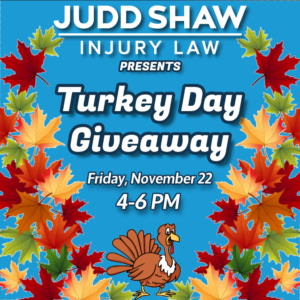 JUDD SHAW
INJURY LAW
PRESENTS
Turkey Day
Giveaway
Friday, November 22
4-6 PM